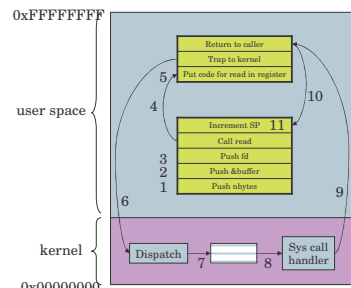 0xFFFFFFFF
Return to caller
Trap to kernel
5 Put code for read in register
4
10
user space
Increment SP 11
Call read
3 Push fd
2 Push &buffer
1 Push nbytes
6
9
kernel
Dispatch
7
8
Sys call
handler
0x00000000